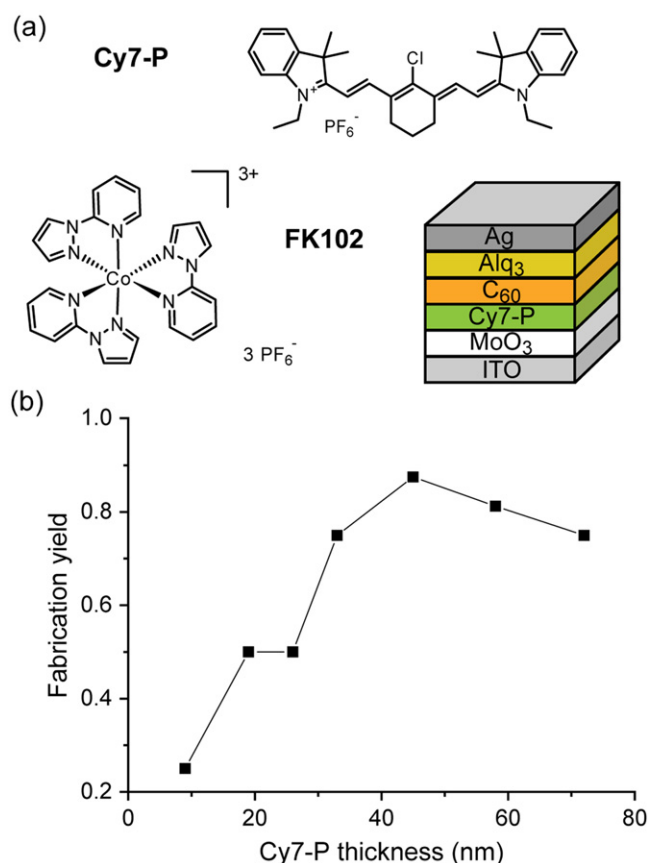 (a)
Cy7-P
Cl
N⁺
N
PF₆⁻
3+
N
N
N
N
N
N
N
N
N
Co
FK102
3 PF₆⁻
Ag
Alq₃
C₆₀
Cy7-P
MoO₃
ITO
(b)
1.0
0.8
0.6
0.4
0.2
Fabrication yield
0
20
40
60
80
Cy7-P thickness (nm)